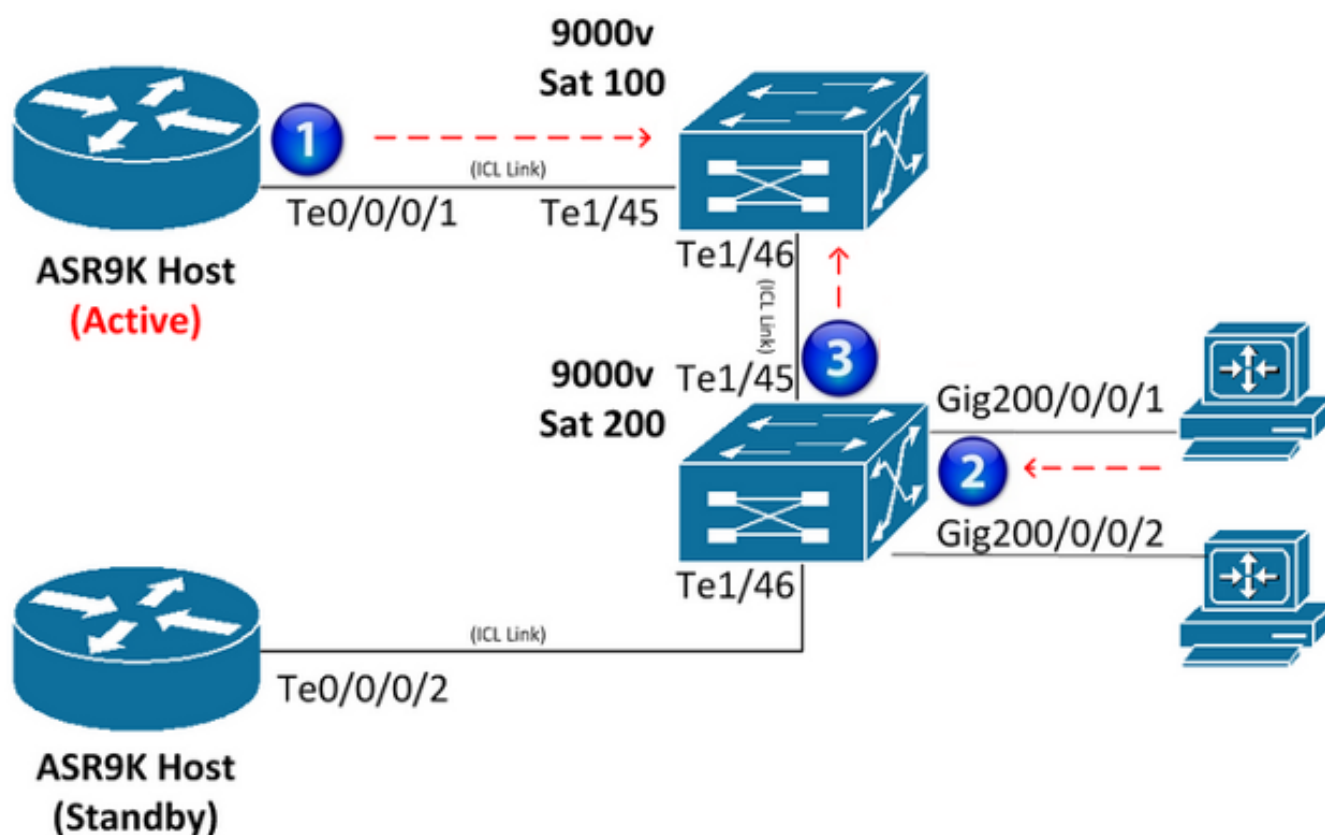 9000v
Sat 100
1
(ICL Link)
Te0/0/0/1
Te1/45
ASR9K Host
(Active)
Te1/46
(ICL Link)
3
9000v
Sat 200
Te1/45
Gig200/0/0/1
2
Gig200/0/0/2
Te1/46
(ICL Link)
Te0/0/0/2
ASR9K Host
(Standby)